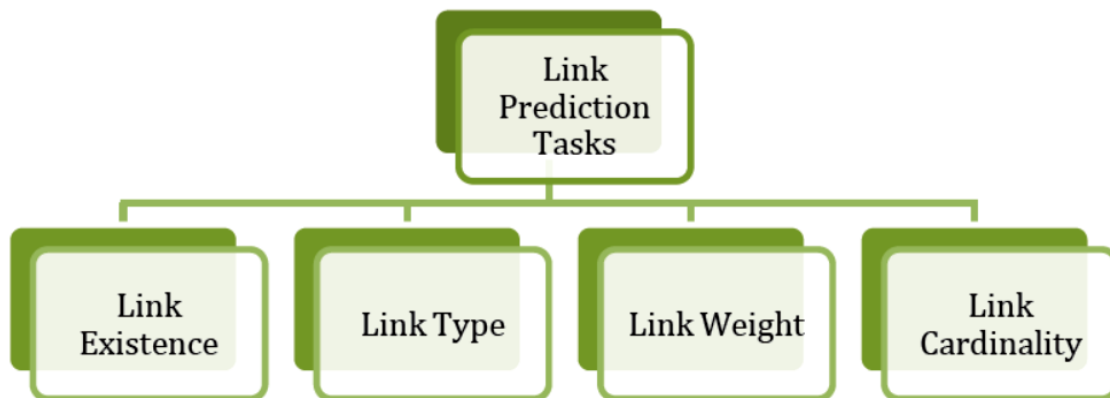 Link
Prediction
Tasks
Link
Existence
Link Type
Link Weight
Link
Cardinality